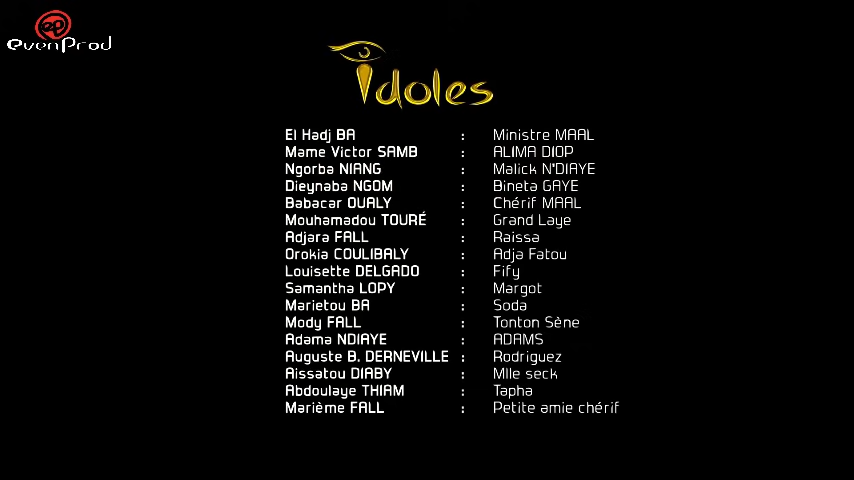 ep
evenProd
idoles
El Hadj BA : Ministre MAAL
Mame Victor SAMB : ALIMA DIOP
Ngorba NIANG : Malick N'DIAYE
Dieynaba NGOM : Bineta GAYE
Babacar OUALY : Chérif MAAL
Mouhamadou TOURÉ : Grand Laye
Adjara FALL : Raissa
Orokia COULIBALY : Adja Fatou
Louisette DELGADO : Fify
Samantha LOPY : Margot
Marietou BA : Soda
Mody FALL : Tonton Sène
Adama NDIAYE : ADAMS
Auguste B. DERNEVILLE : Rodriguez
Aissatou DIABY : Mlle seck
Abdoulaye THIAM : Tapha
Marième FALL : Petite amie chérif